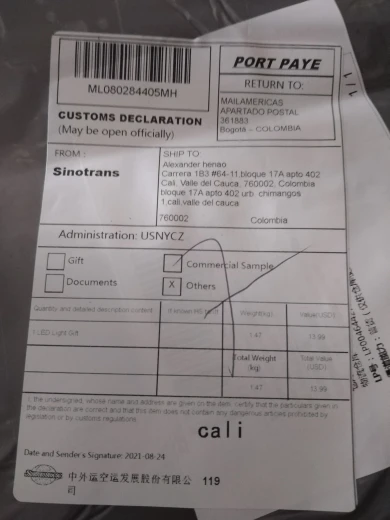 ML080284405MH
CUSTOMS DECLARATION
(May be open officially)
PORT PAYE
RETURN TO:
MAILAMERICAS
APARTADO POSTAL
361883
Bogotá – COLOMBIA
1/1
FROM:
Sinotrans
SHIP TO:
Alexander henao
Carrera 1B3 #64-11,bloque 17A apto 402
Cali, Valle del Cauca, 760002, Colombia
bloque 17A apto 402 urb. chimangos
1,cali,valle del cauca
760002 Colombia
Administration: USNYCZ
Gift
Commercial Sample
Documents
X Others
Quantity and detailed description content
Weight(kg)
Value(USD)
1 LED Light Gift 1.47 13.99
Total Weight (kg)
Total Value (USD)
1.47 13.99
I, the undersigned, whose name and address are given on the item, certify that the particulars given in
the declaration are correct and that this item does not contain any dangerous articles prohibited by
legislation or by customs regulations.
cali
Date and Sender's Signature: 2021-08-24
中外运空运发展股份有限公司 119